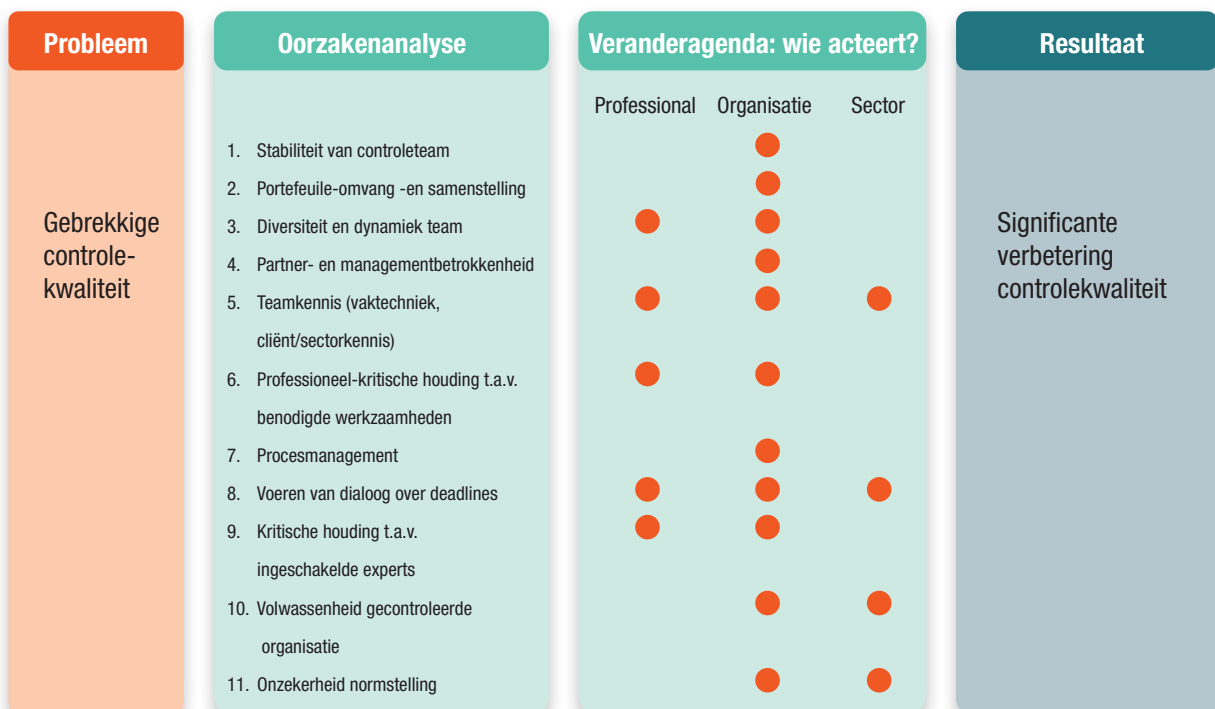 Probleem
Gebrekkige
controle-
kwaliteit
Oorzakenanalyse
1. Stabiliteit van controleteam
2. Portefeuile-omvang -en samenstelling
3. Diversiteit en dynamiek team
4. Partner- en managementbetrokkenheid
5. Teamkennis (vaktechniek,
cliënt/sectorkennis)
6. Professioneel-kritische houding t.a.v.
benodigde werkzaamheden
7. Procesmanagement
8. Voeren van dialoog over deadlines
9. Kritische houding t.a.v.
ingeschakelde experts
10. Volwassenheid gecontroleerde
organisatie
11. Onzekerheid normstelling
Veranderagenda: wie acteert?
Professional Organisatie Sector
Resultaat
Significante
verbetering
controlekwaliteit